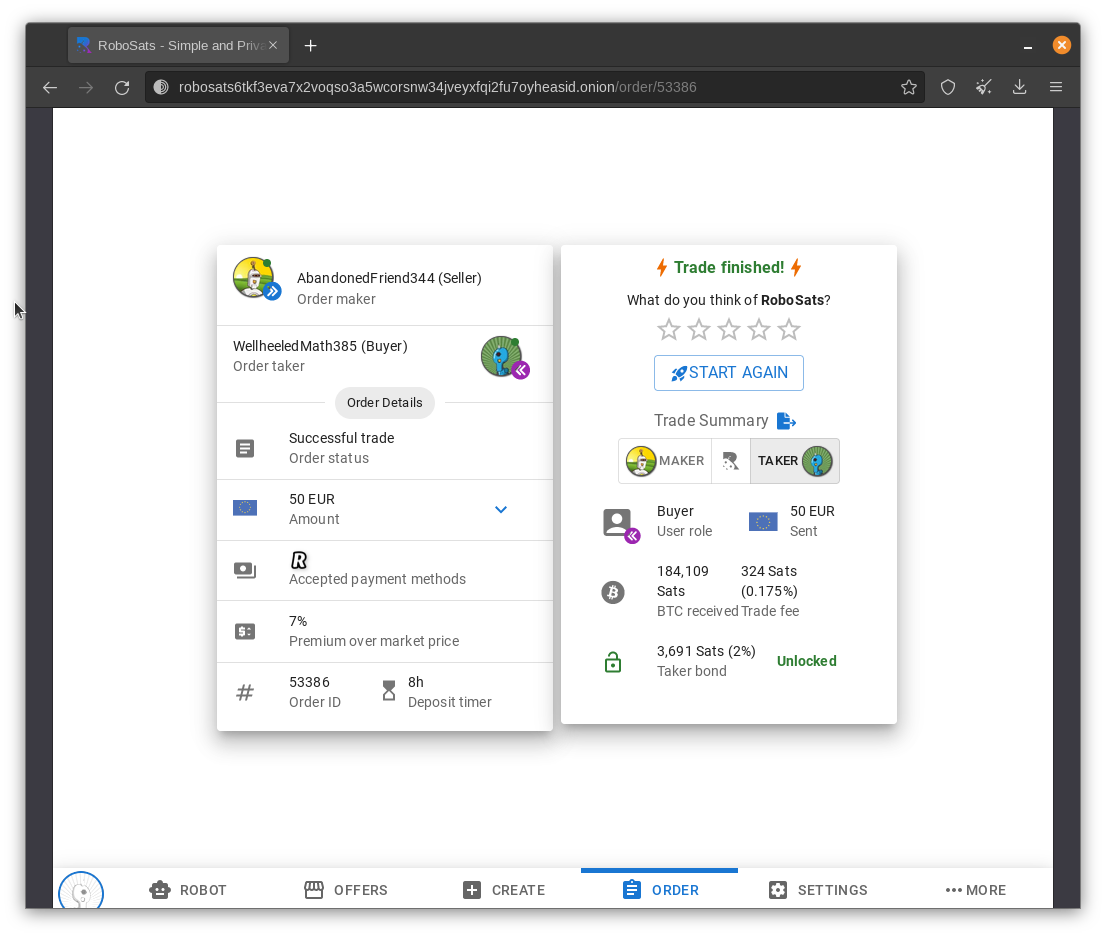 RoboSats - Simple and Priva
robosats6tkf3eva7x2voqso3a5wcorsnw34jveyxfqi2fu7oyheasid.onion/order/53386
AbandonedFriend344 (Seller)
Order maker
WellheeledMath385 (Buyer)
Order taker
Order Details
Successful trade
Order status
50 EUR
Amount
R
Accepted payment methods
7%
Premium over market price
53386
Order ID
8h
Deposit timer
Trade finished!
What do you think of RoboSats?
START AGAIN
Trade Summary
MAKER
TAKER
Buyer
User role
50 EUR
Sent
184,109
Sats
BTC received
324 Sats
(0.175%)
Trade fee
3,691 Sats (2%)
Taker bond
Unlocked
ROBOT
OFFERS
CREATE
ORDER
SETTINGS
MORE